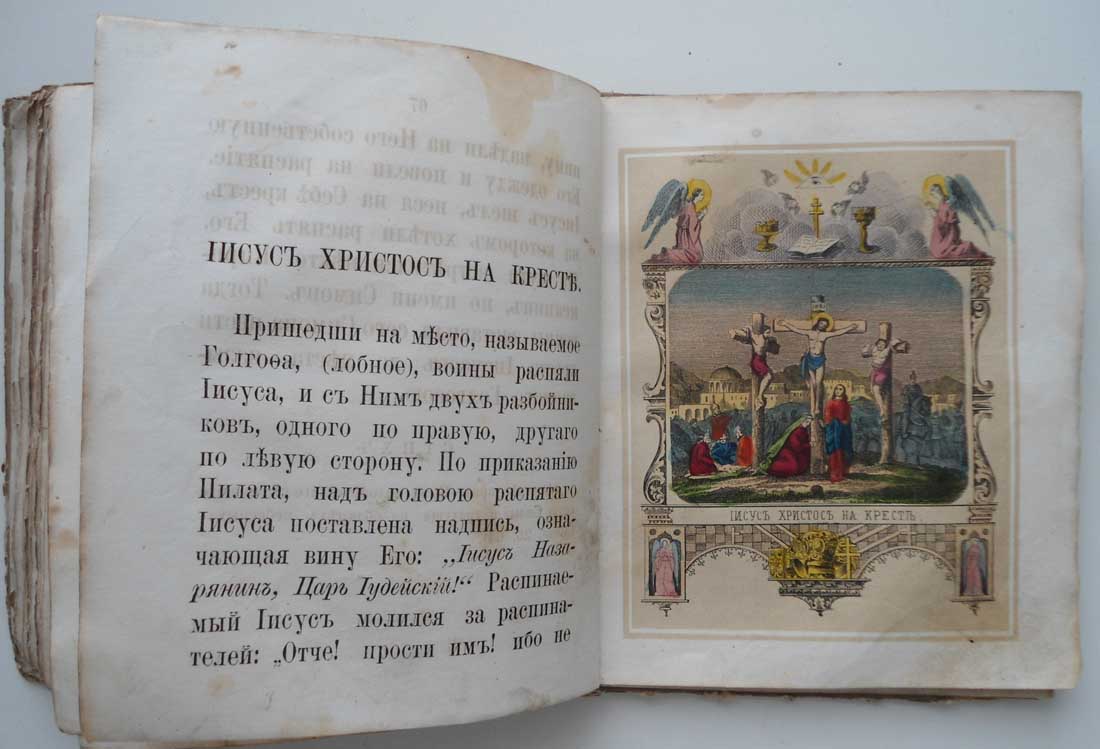 ІИСУСЪ ХРИСТОСЪ НА КРЕСТѢ.
Пришедши на мѣсто, называемое
Голгоѳа, (лобное), воины распяли
Іисуса, и съ Нимъ двухъ разбойни-
ковъ, одного по правую, другаго
по лѣвую сторону. По приказанію
Пилата, надъ головою распятаго
Іисуса поставлена надпись, озна-
чающая вину Его: „Іисусъ Наза-
рянинъ, Царь Іудейскій!“ Распинае-
мый Іисусъ молился за распина-
телей: „Отче! прости имъ! ибо не
ІИСУСЪ ХРИСТОСЪ НА КРЕСТѢ.